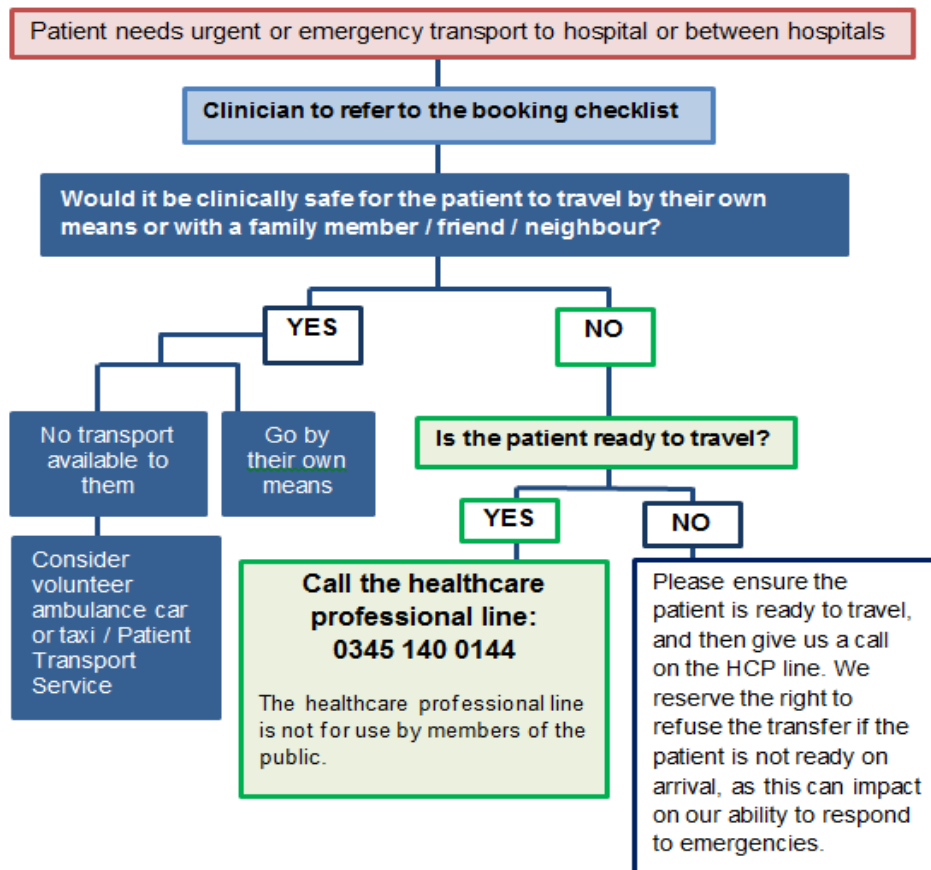 Patient needs urgent or emergency transport to hospital or between hospitals
Clinician to refer to the booking checklist
Would it be clinically safe for the patient to travel by their own
means or with a family member / friend / neighbour?
YES
NO
No transport
available to
them
Go by
their own
means
Is the patient ready to travel?
YES
NO
Consider
volunteer
ambulance car
or taxi / Patient
Transport
Service
Call the healthcare
professional line:
0345 140 0144
The healthcare professional line
is not for use by members of the
public.
Please ensure the
patient is ready to travel,
and then give us a call
on the HCP line. We
reserve the right to
refuse the transfer if the
patient is not ready on
arrival, as this can impact
on our ability to respond
to emergencies.